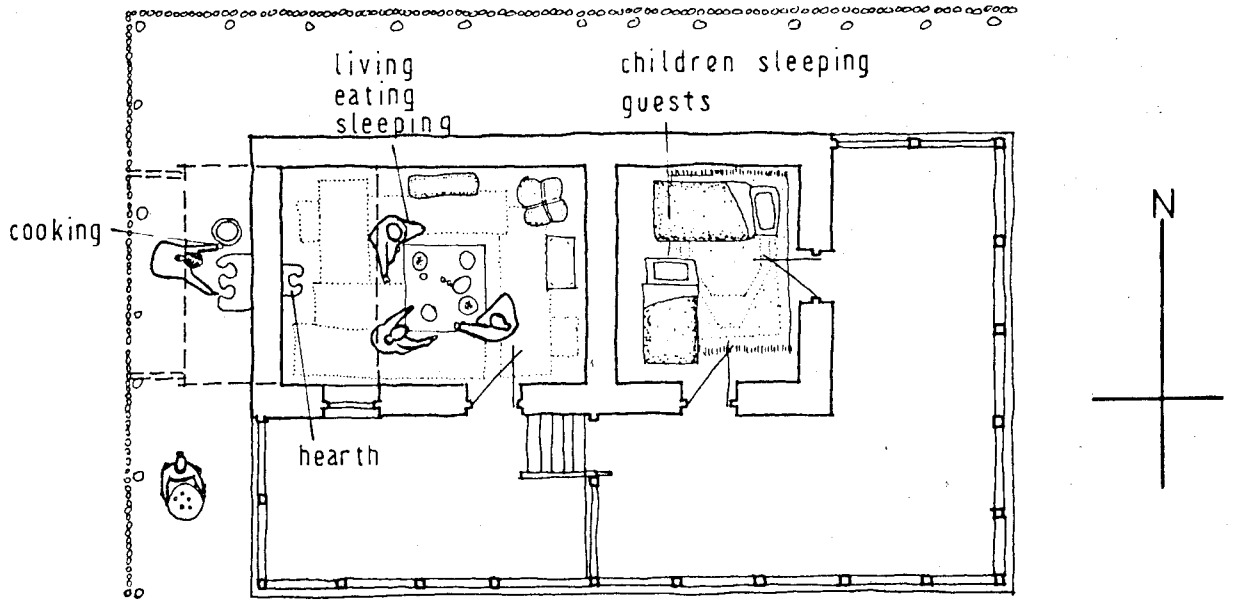 living
eating
sleeping
children sleeping
guests
N
cooking
hearth